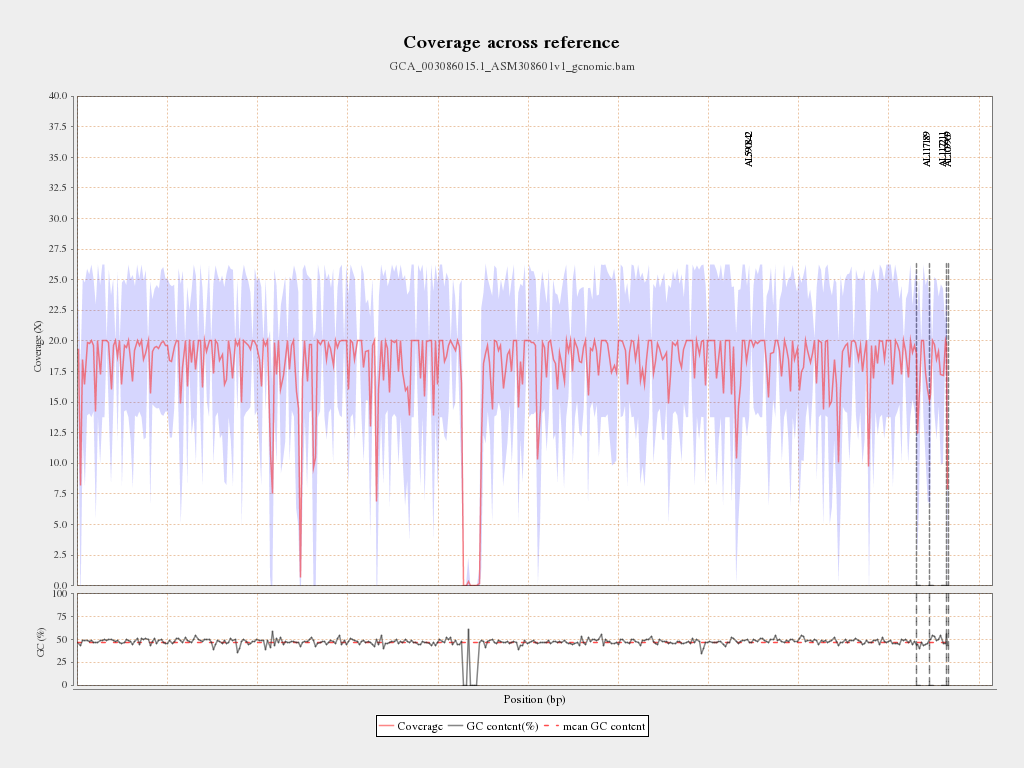 Coverage across reference
GCA_003086015.1_ASM308601v1_genomic.bam
40.0
37.5
35.0
32.5
30.0
27.5
25.0
22.5
20.0
17.5
15.0
12.5
10.0
7.5
5.0
2.5
0.0
Coverage (X)
AL590842
AL117189
AL117211
AL109969
100
75
50
25
0
GC (%)
Position (bp)
Coverage GC content(%) mean GC content